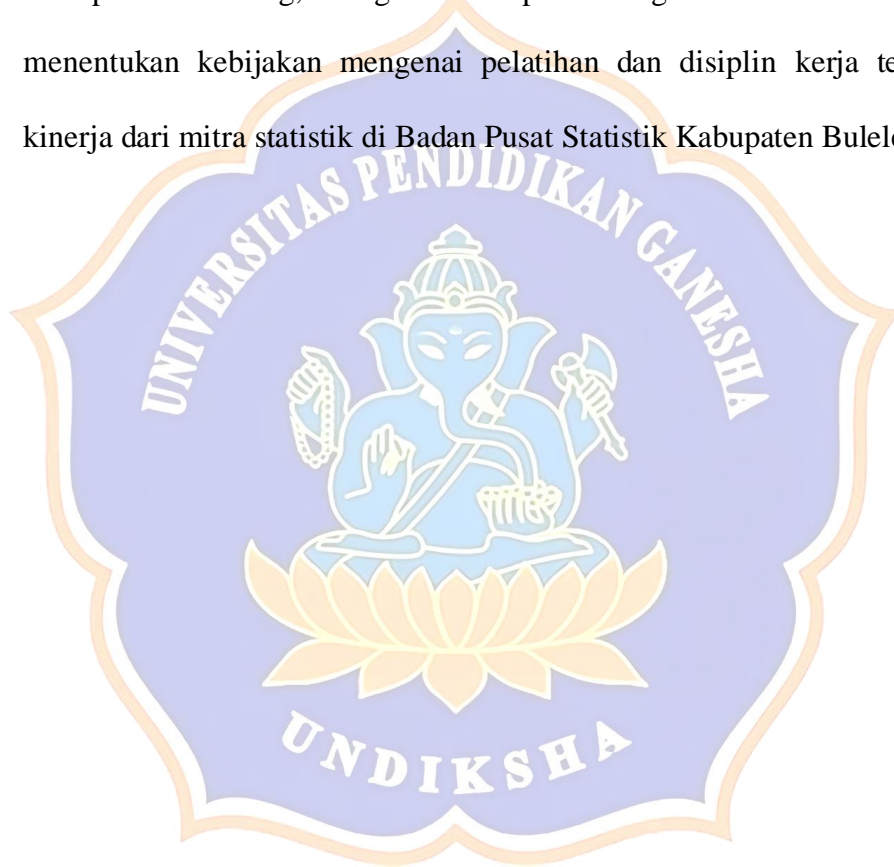 menentukan kebijakan mengenai pelatihan dan disiplin kerja te
kinerja dari mitra statistik di Badan Pusat Statistik Kabupaten Bulel
UNIVERSITAS PENDIDIKAN GANESHA
UNDIKSHA